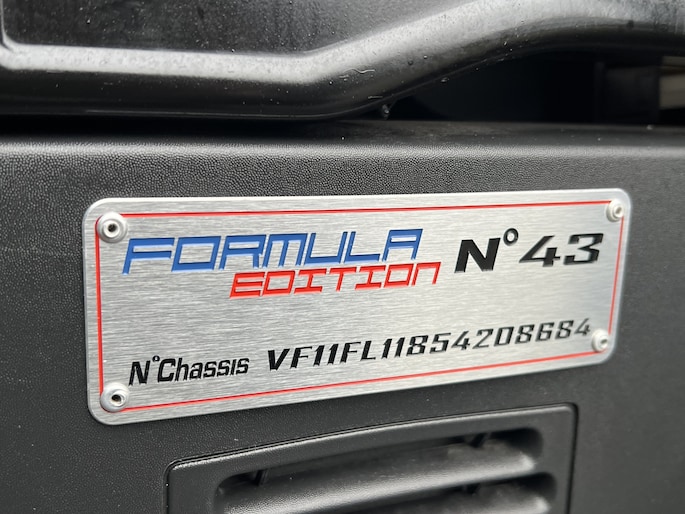 FORMULA
EDITION N° 43
N°Chassis VF11FL11854208684